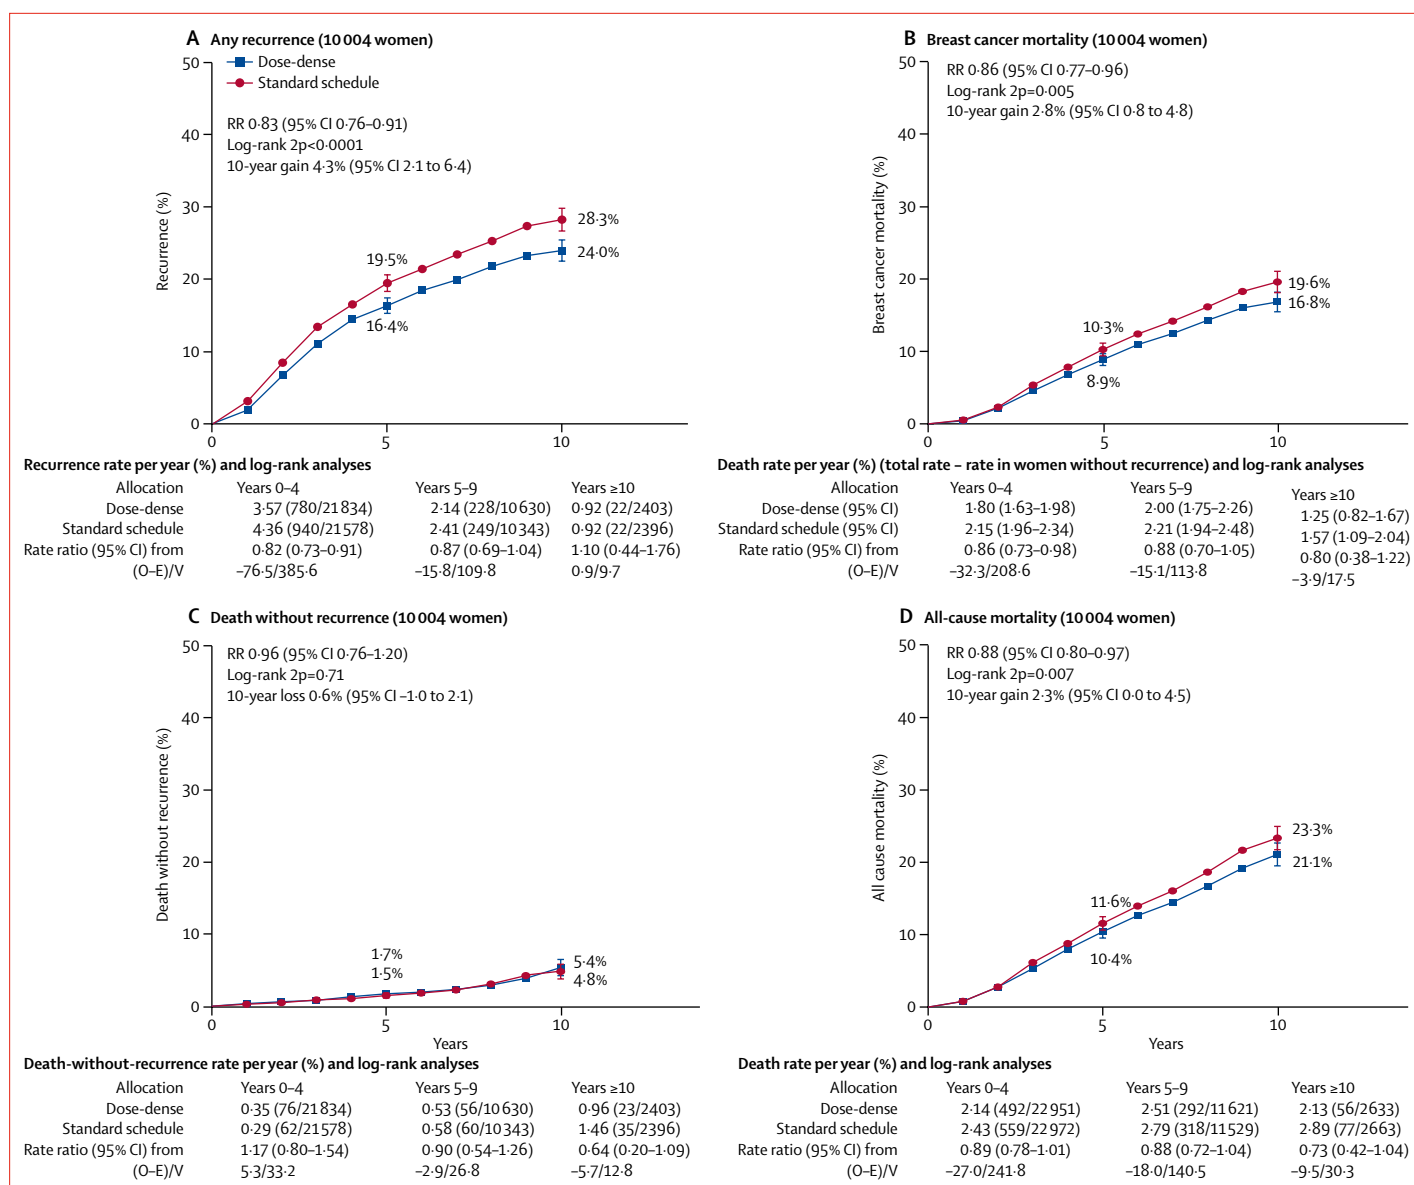 A Any recurrence (10 004 women)
50
Dose-dense
Standard schedule
RR 0·83 (95% CI 0·76–0·91)
Log-rank 2p<0·0001
10-year gain 4·3% (95% CI 2·1 to 6·4)
40
30
20
10
0
Recurrence (%)
19·5%
16·4%
28·3%
24·0%
0 5 10
Recurrence rate per year (%) and log-rank analyses
Allocation Years 0–4 Years 5–9 Years ≥10
Dose-dense 3·57 (780/21 834) 2·14 (228/10 630) 0·92 (22/2403)
Standard schedule 4·36 (940/21 578) 2·41 (249/10 343) 0·92 (22/2396)
Rate ratio (95% CI) from 0·82 (0·73–0·91) 0·87 (0·69–1·04) 1·10 (0·44–1·76)
(O–E)/V –76·5/385·6 –15·8/109·8 0·9/9·7
B Breast cancer mortality (10 004 women)
50
RR 0·86 (95% CI 0·77–0·96)
Log-rank 2p=0·005
10-year gain 2·8% (95% CI 0·8 to 4·8)
40
30
20
10
0
Breast cancer mortality (%)
10·3%
8·9%
19·6%
16·8%
0 5 10
Death rate per year (%) (total rate – rate in women without recurrence) and log-rank analyses
Allocation Years 0–4 Years 5–9 Years ≥10
Dose-dense (95% CI) 1·80 (1·63–1·98) 2·00 (1·75–2·26) 1·25 (0·82–1·67)
Standard schedule (95% CI) 2·15 (1·96–2·34) 2·21 (1·94–2·48) 1·57 (1·09–2·04)
Rate ratio (95% CI) from 0·86 (0·73–0·98) 0·88 (0·70–1·05) 0·80 (0·38–1·22)
(O–E)/V –32·3/208·6 –15·1/113·8 –3·9/17·5
C Death without recurrence (10 004 women)
50
RR 0·96 (95% CI 0·76–1·20)
Log-rank 2p=0·71
10-year loss 0·6% (95% CI –1·0 to 2·1)
40
30
20
10
0
Death without recurrence (%)
1·7%
1·5%
5·4%
4·8%
0 5 10
Years
Death-without-recurrence rate per year (%) and log-rank analyses
Allocation Years 0–4 Years 5–9 Years ≥10
Dose-dense 0·35 (76/21 834) 0·53 (56/10 630) 0·96 (23/2403)
Standard schedule 0·29 (62/21 578) 0·58 (60/10 343) 1·46 (35/2396)
Rate ratio (95% CI) from 1·17 (0·80–1·54) 0·90 (0·54–1·26) 0·64 (0·20–1·09)
(O–E)/V 5·3/33·2 –2·9/26·8 –5·7/12·8
D All-cause mortality (10 004 women)
50
RR 0·88 (95% CI 0·80–0·97)
Log-rank 2p=0·007
10-year gain 2·3% (95% CI 0·0 to 4·5)
40
30
20
10
0
All cause mortality (%)
11·6%
10·4%
23·3%
21·1%
0 5 10
Years
Death rate per year (%) and log-rank analyses
Allocation Years 0–4 Years 5–9 Years ≥10
Dose-dense 2·14 (492/22 951) 2·51 (292/11 621) 2·13 (56/2633)
Standard schedule 2·43 (559/22 972) 2·79 (318/11 529) 2·89 (77/2663)
Rate ratio (95% CI) from 0·89 (0·78–1·01) 0·88 (0·72–1·04) 0·73 (0·42–1·04)
(O–E)/V –27·0/241·8 –18·0/140·5 –9·5/30·3